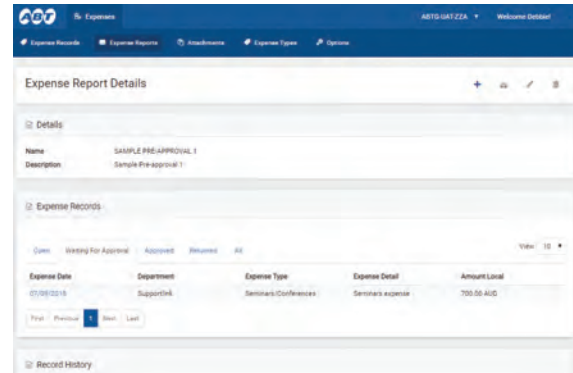 ABT Expenses ABTG-UAT-ZZA Welcome Debbie!
Expense Records Expense Reports Attachments Expense Types Options
Expense Report Details
Details
Name SAMPLE PRE-APPROVAL 1
Description Sample Pre-approval 1
Expense Records
Open Waiting For Approval Approved Returned All View 10
Expense Date Department Expense Type Expense Detail Amount Local
07/09/2018 Supportlink Seminars/Conferences Seminars expense 700.00 AUD
First Previous 1 Next Last
Record History